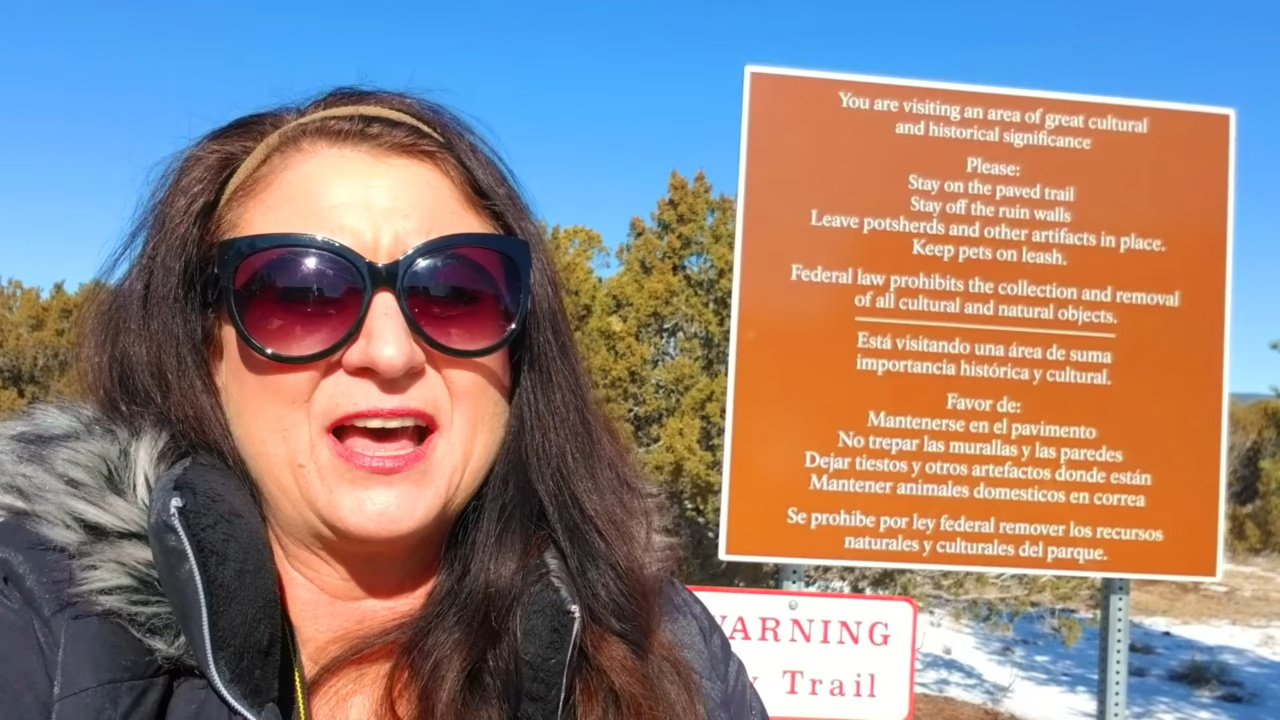 You are visiting an area of great cultural
and historical significance
Please:
Stay on the paved trail
Stay off the ruin walls
Leave potsherds and other artifacts in place.
Keep pets on leash.
Federal law prohibits the collection and removal
of all cultural and natural objects.
Está visitando una área de suma
importancia histórica y cultural.
Favor de:
Mantenerse en el pavimento
No trepar las murallas y las paredes
Dejar tiestos y otros artefactos donde están
Mantener animales domesticos en correa
Se prohibe por ley federal remover los recursos
naturales y culturales del parque.
WARNING
Trail